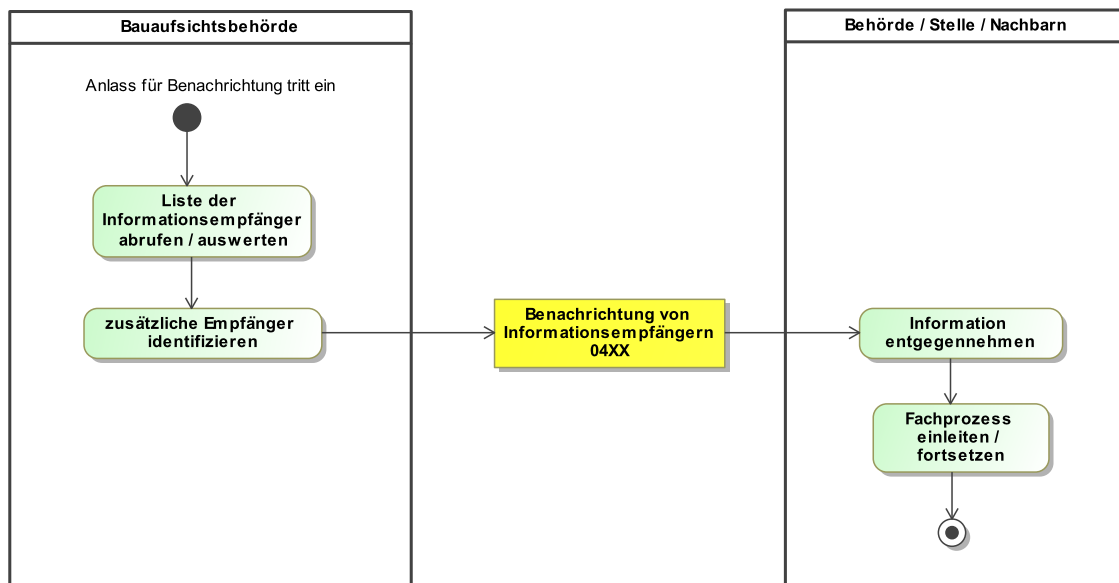 Bauaufsichtsbehörde
Behörde / Stelle / Nachbarn
Anlass für Benachrichtung tritt ein
Liste der
Informationsempfänger
abrufen / auswerten
zusätzliche Empfänger
identifizieren
Benachrichtung von
Informationsempfängern
04XX
Information
entgegennehmen
Fachprozess
einleiten /
fortsetzen